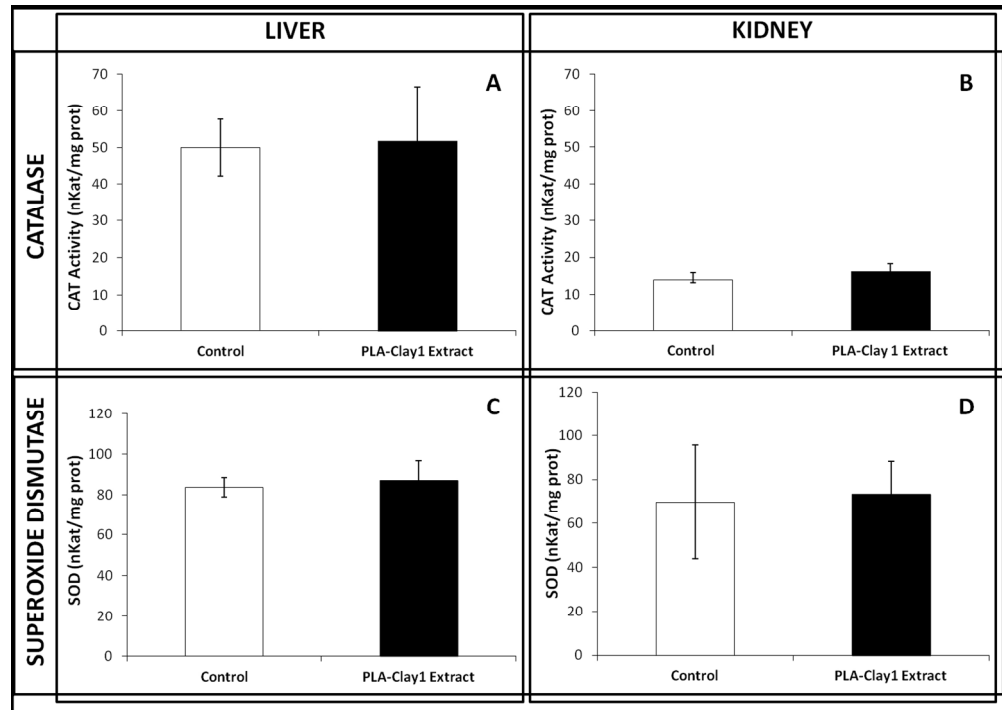 LIVER
KIDNEY
CATALASE
A
CAT Activity (nKat/mg prot)
70
60
50
40
30
20
10
0
Control
PLA-Clay1 Extract
B
CAT Activity (nKat/mg prot)
70
60
50
40
30
20
10
0
Control
PLA-Clay 1 Extract
SUPEROXIDE DISMUTASE
C
SOD (nKat/mg prot)
120
100
80
60
40
20
0
Control
PLA-Clay1 Extract
D
SOD (nKat/mg prot)
120
100
80
60
40
20
0
Control
PLA-Clay1 Extract